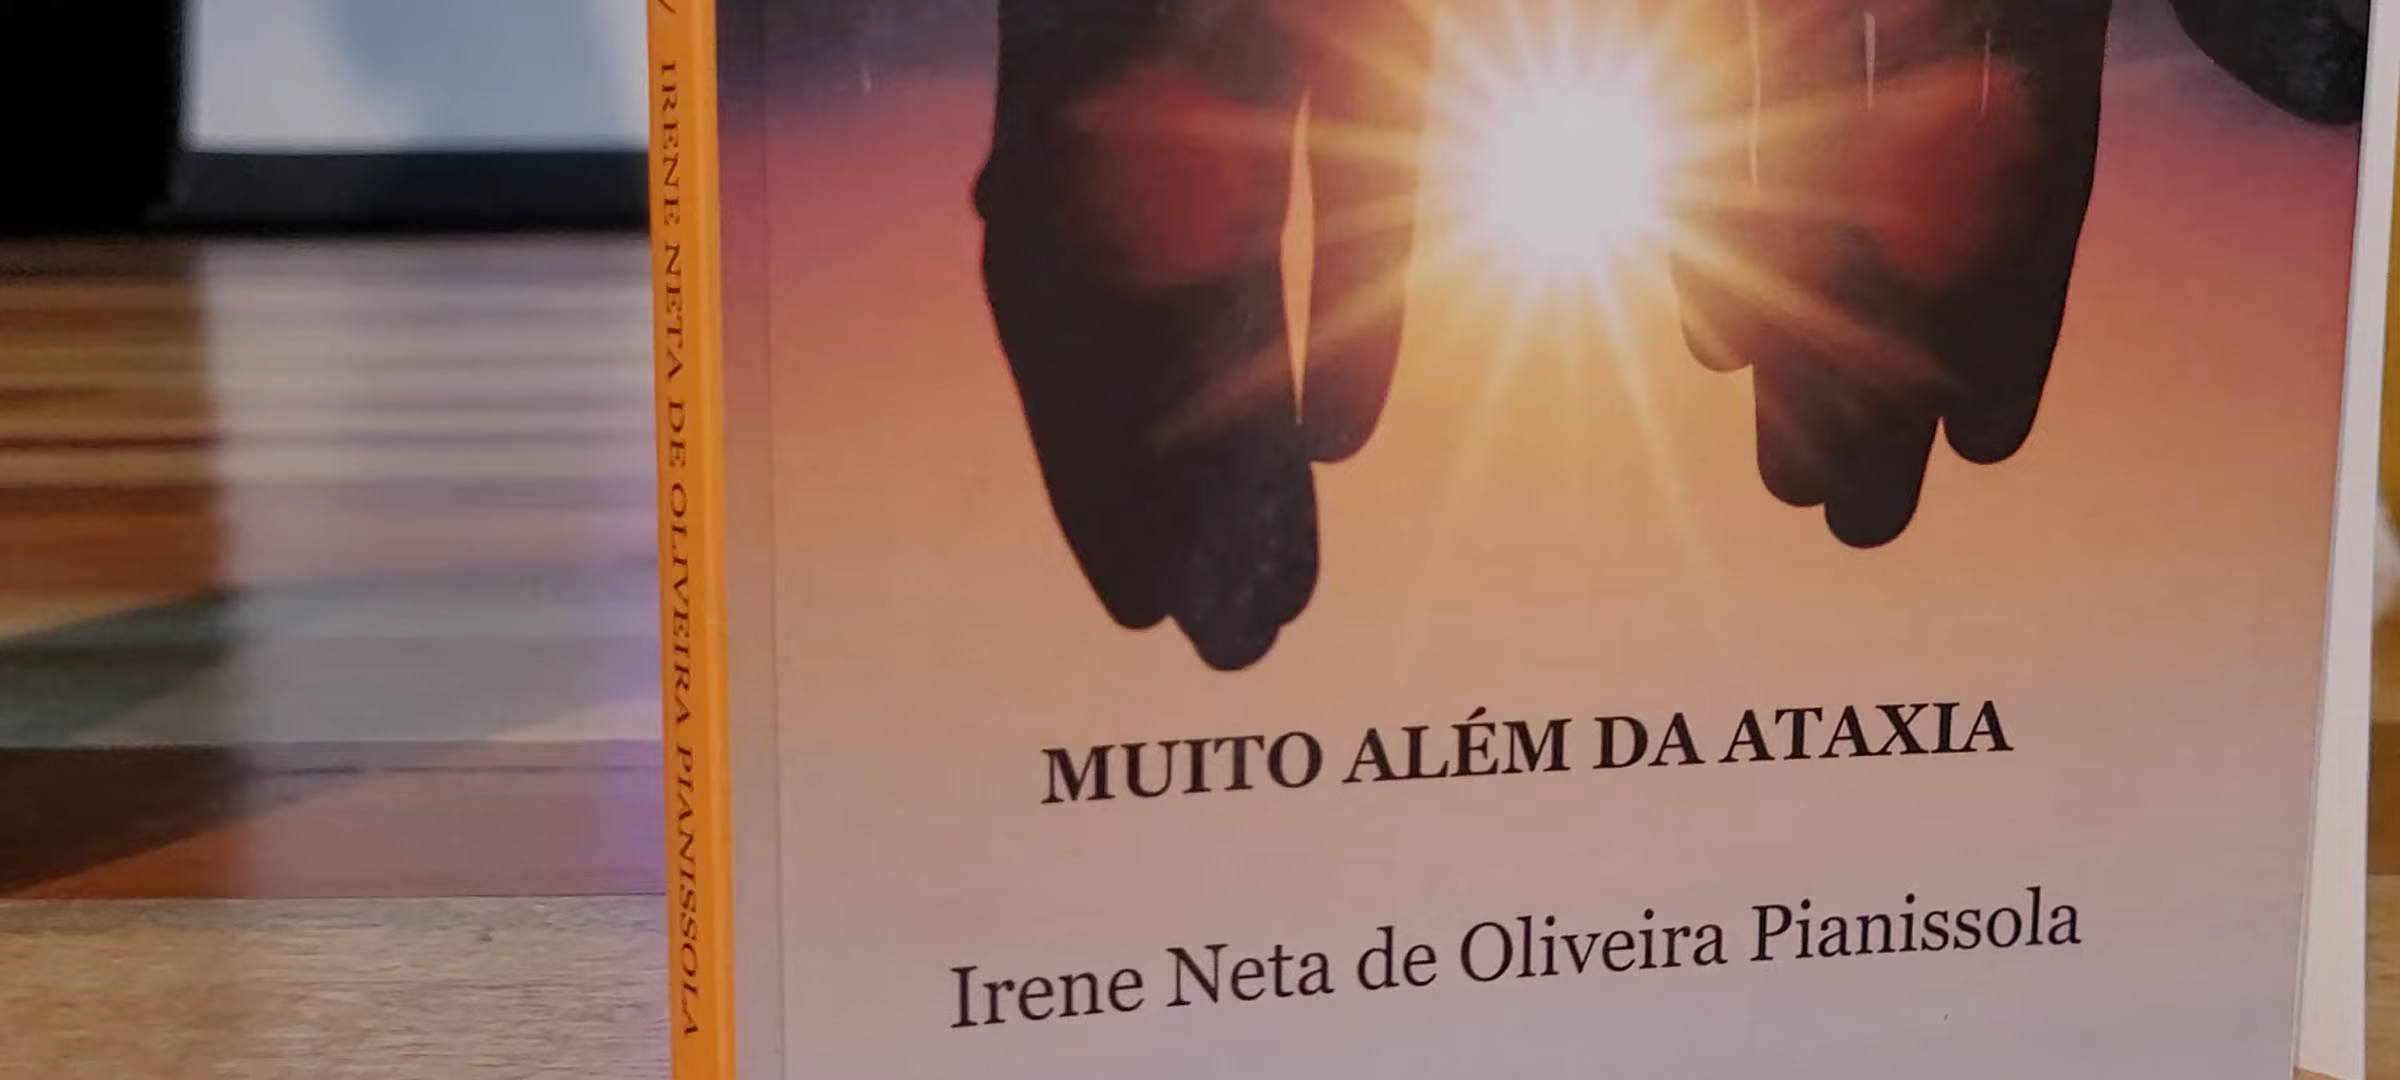 IRENE NETA DE OLIVEIRA PIANISSOLA
MUITO ALÉM DA ATAXIA
Irene Neta de Oliveira Pianissola